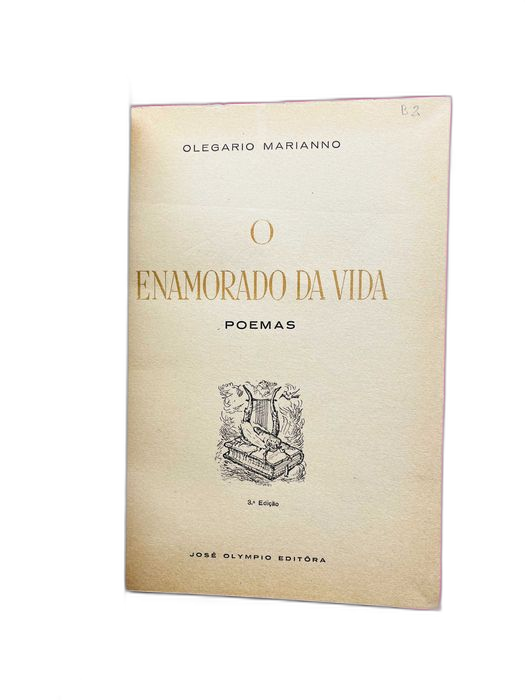 B2
OLEGARIO MARIANNO
O
ENAMORADO DA VIDA
POEMAS
3.ª Edição
JOSÉ OLYMPIO EDITÔRA